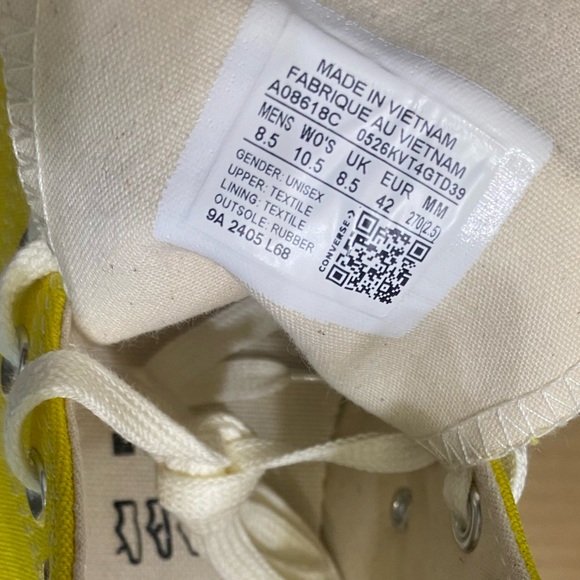 MADE IN VIETNAM
FABRIQUE AU VIETNAM
A08618C 0526KVT4GTD39
MENS WO'S UK EUR MM
8.5 10.5 8.5 42 270(2.5)
GENDER: UNISEX
UPPER: TEXTILE
LINING: TEXTILE
OUTSOLE: RUBBER
9A 2405 L68
CONVERSE